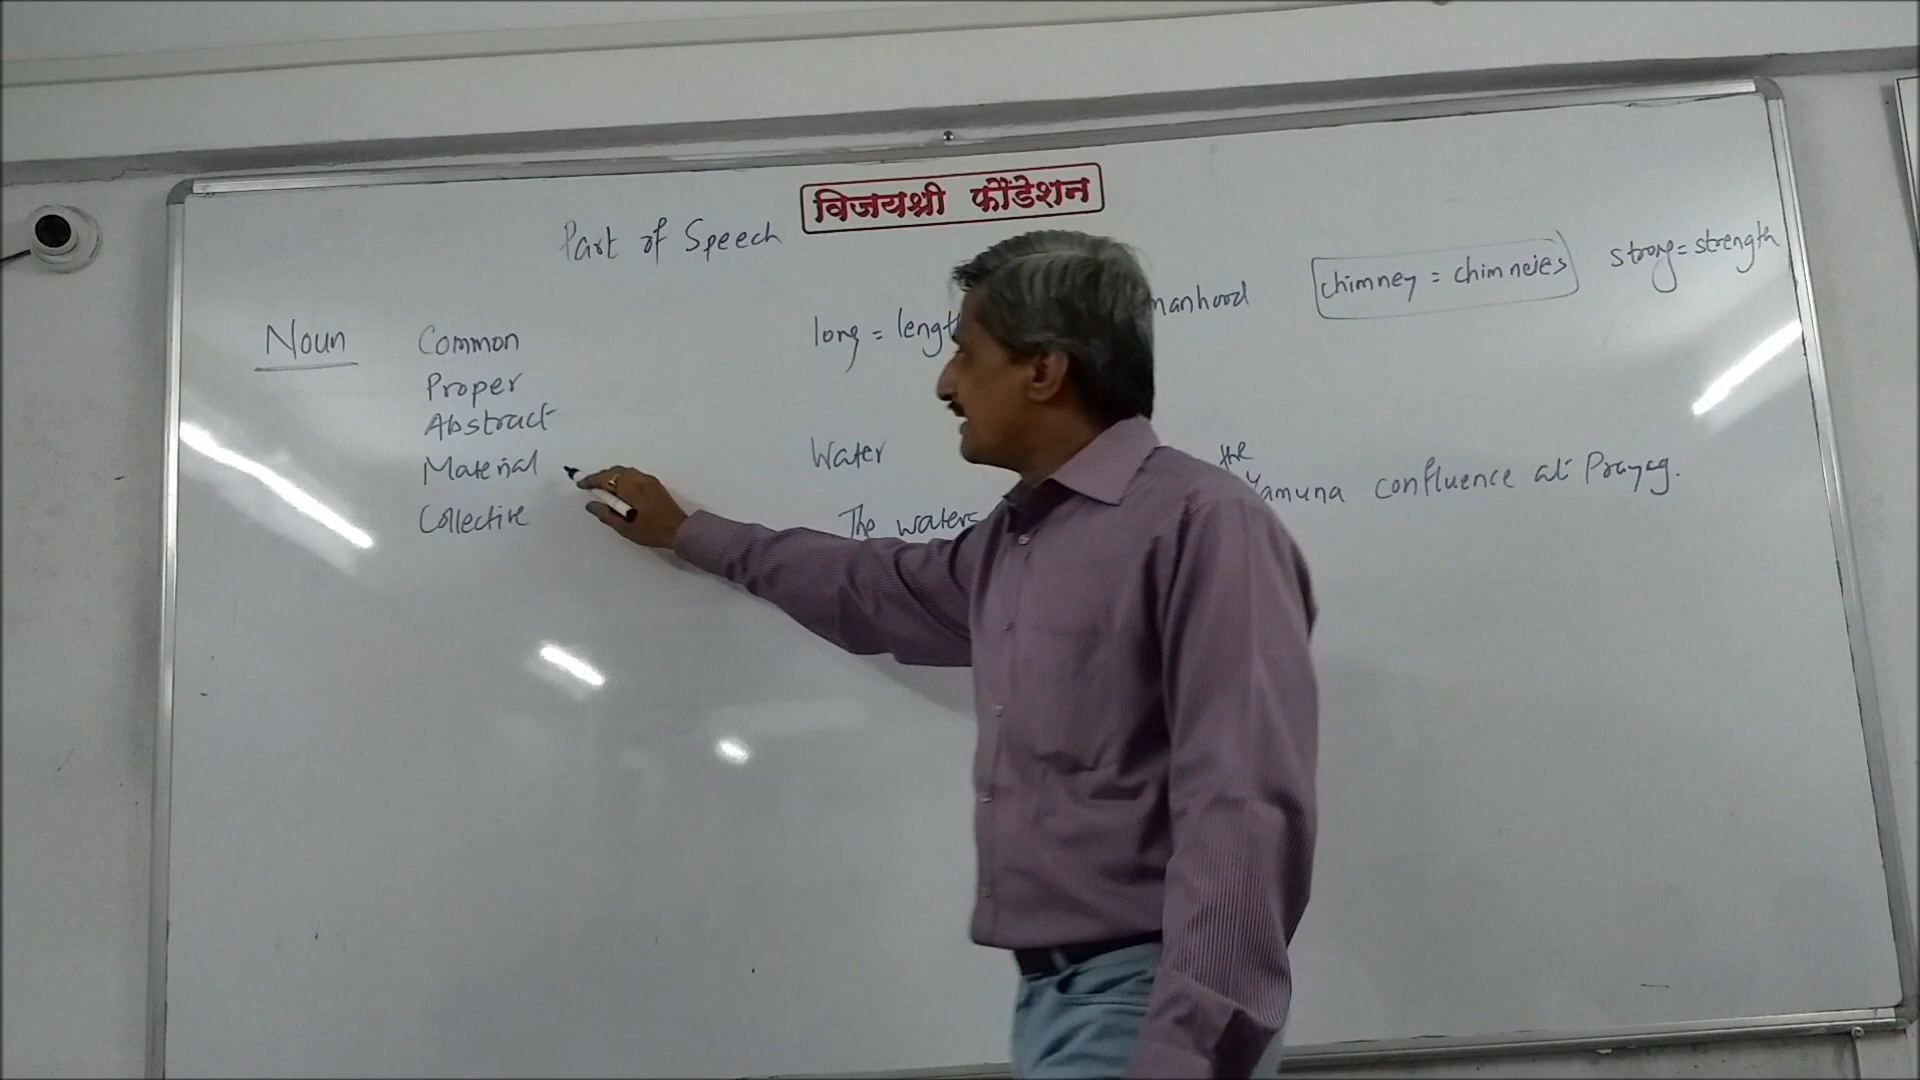 विजयश्री फौंडेशन
Part of Speech
Noun
Common
Proper
Abstract
Material
Collective
long = length
manhood
chimney = chimneies
strong = strength
Water
The waters
the
Yamuna confluence at Prayag.